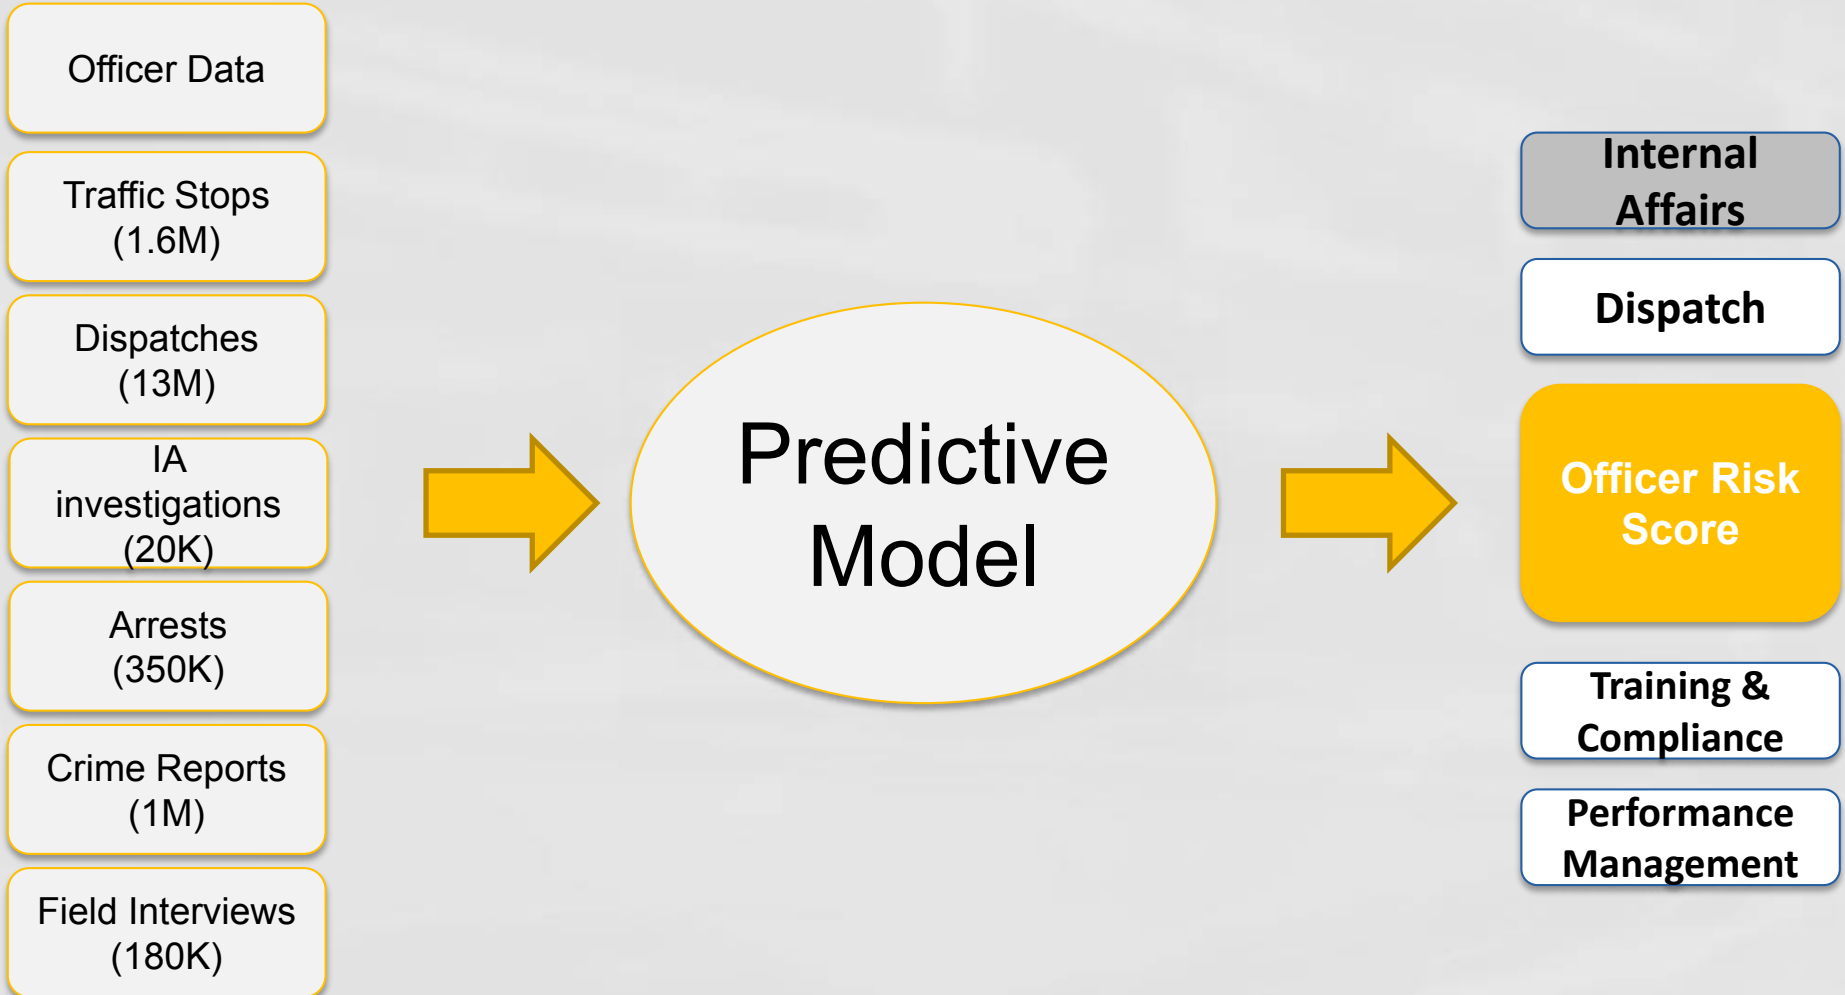 Officer Data
Traffic Stops
(1.6M)
Dispatches
(13M)
IA
investigations
(20K)
Arrests
(350K)
Crime Reports
(1M)
Field Interviews
(180K)
Predictive
Model
Internal
Affairs
Dispatch
Officer Risk
Score
Training &
Compliance
Performance
Management